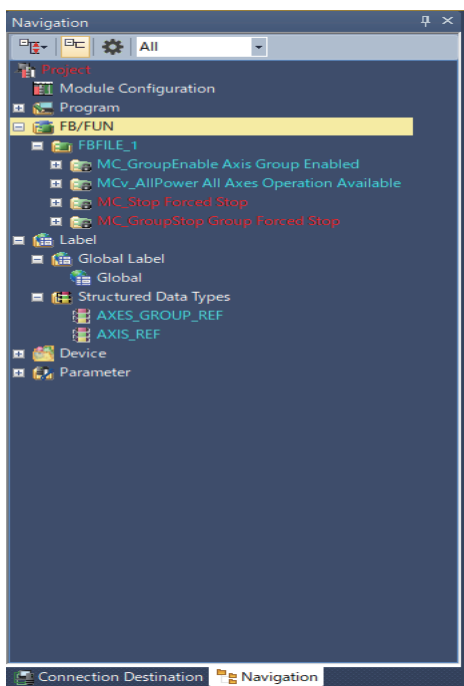 Navigation
All
Project
Module Configuration
Program
FB/FUN
FBFILE_1
MC_GroupEnable Axis Group Enabled
MCv_AllPower All Axes Operation Available
MC_Stop Forced Stop
MC_GroupStop Group Forced Stop
Label
Global Label
Global
Structured Data Types
AXES_GROUP_REF
AXIS_REF
Device
Parameter
Connection Destination Navigation